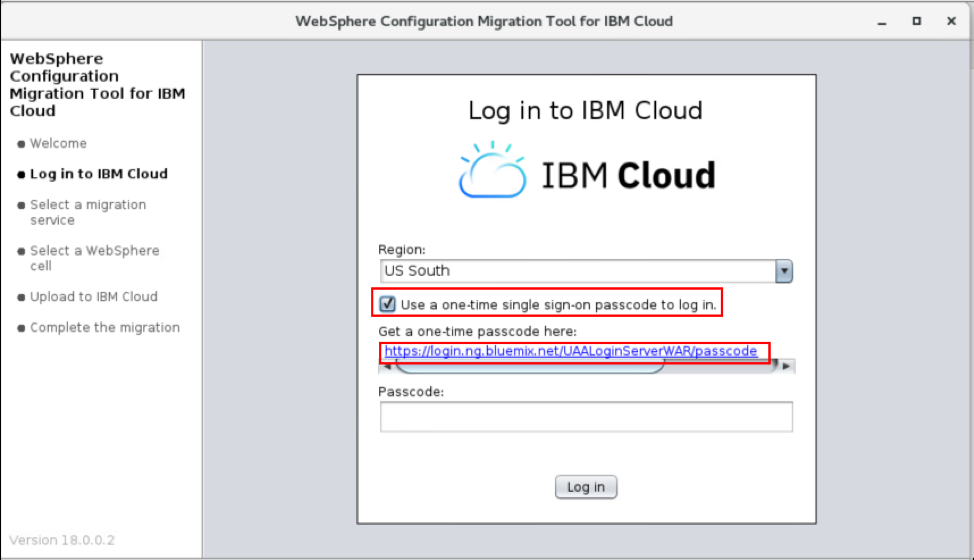 WebSphere Configuration Migration Tool for IBM Cloud
WebSphere
Configuration
Migration Tool for IBM
Cloud
Welcome
Log in to IBM Cloud
Select a migration
service
Select a WebSphere
cell
Upload to IBM Cloud
Complete the migration
Version 18.0.0.2
Log in to IBM Cloud
IBM Cloud
Region:
US South
Use a one-time single sign-on passcode to log in.
Get a one-time passcode here:
https://login.ng.bluemix.net/UAALoginServerWAR/passcode
Passcode:
Log in